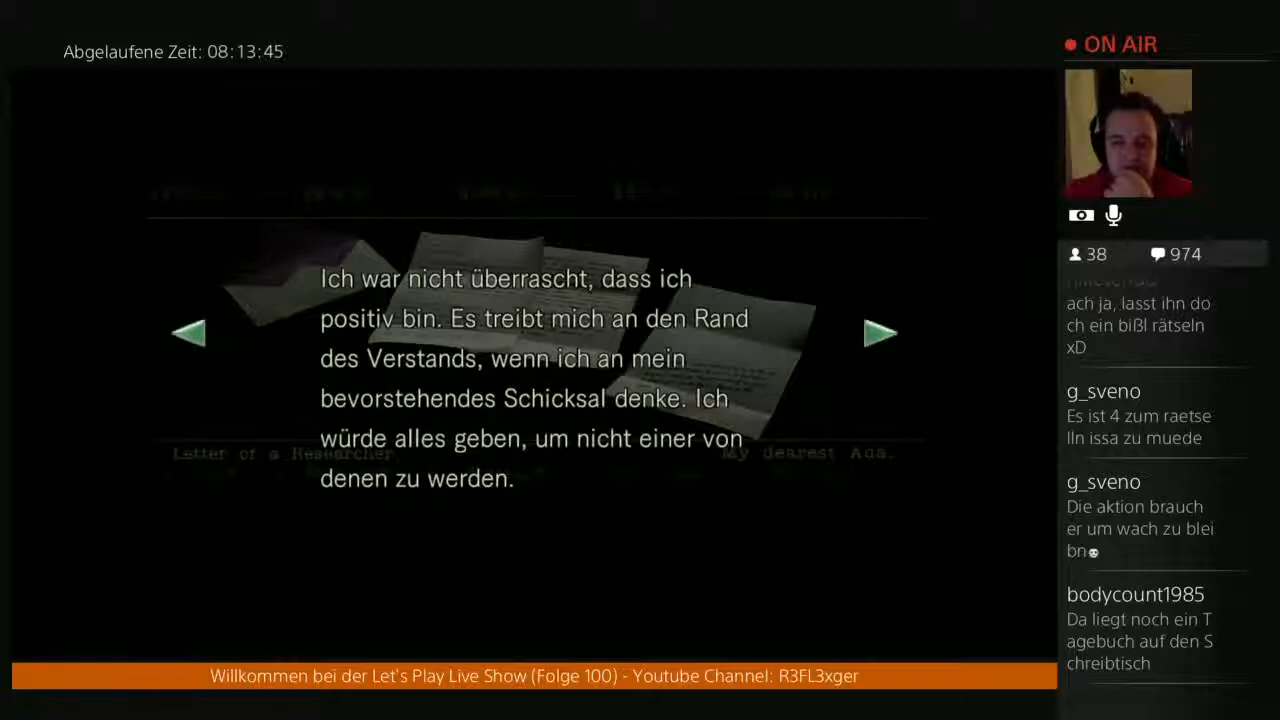 Abgelaufene Zeit: 08:13:45
ON AIR
38 974
Ich war nicht überrascht, dass ich
positiv bin. Es treibt mich an den Rand
des Verstands, wenn ich an mein
bevorstehendes Schicksal denke. Ich
würde alles geben, um nicht einer von
denen zu werden.
Letter of a Researcher
My dearest Ada.
ach ja, lasst ihn do
ch ein bißl rätseln
xD
g_sveno
Es ist 4 zum raetse
lln issa zu muede
g_sveno
Die aktion brauch
er um wach zu blei
bn
bodycount1985
Da liegt noch ein T
agebuch auf den S
chreibtisch
Willkommen bei der Let's Play Live Show (Folge 100) - Youtube Channel: R3FL3xger